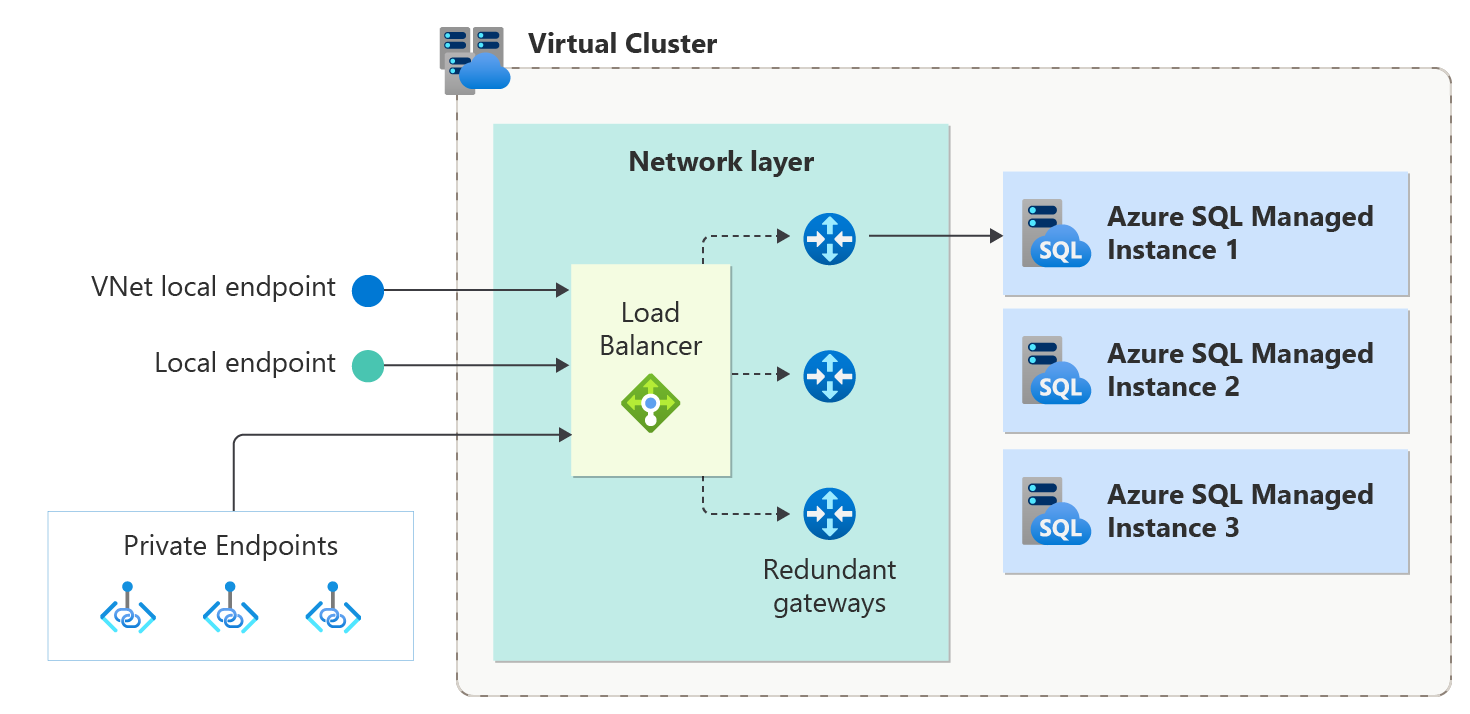 Virtual Cluster
Network layer
VNet local endpoint
Local endpoint
Private Endpoints
Load
Balancer
Redundant
gateways
Azure SQL Managed
Instance 1
SQL
Azure SQL Managed
Instance 2
SQL
Azure SQL Managed
Instance 3
SQL